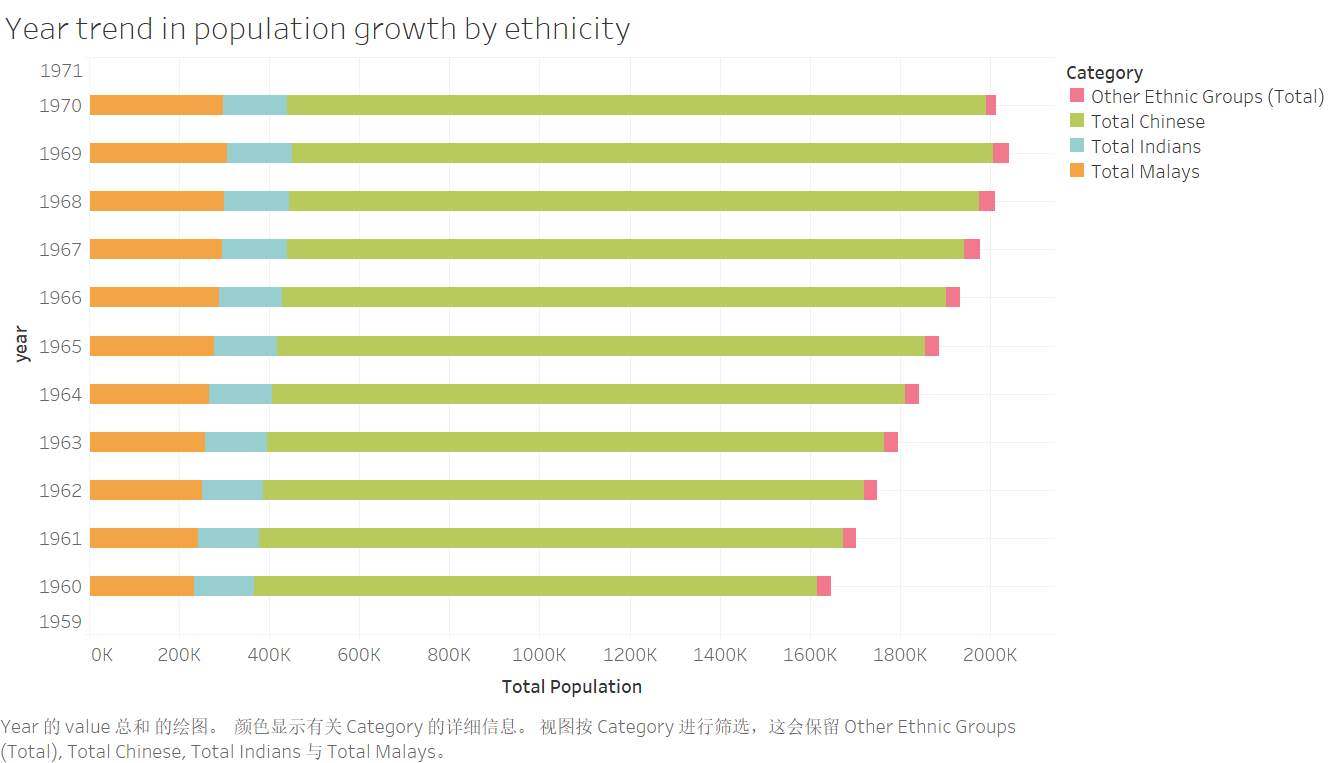 Year trend in population growth by ethnicity
Category
Other Ethnic Groups (Total)
Total Chinese
Total Indians
Total Malays
year
1971
1970
1969
1968
1967
1966
1965
1964
1963
1962
1961
1960
1959
0K 200K 400K 600K 800K 1000K 1200K 1400K 1600K 1800K 2000K
Total Population
Year 的 value 总和 的绘图。 颜色显示有关 Category 的详细信息。 视图按 Category 进行筛选，这会保留 Other Ethnic Groups
(Total), Total Chinese, Total Indians 与 Total Malays。